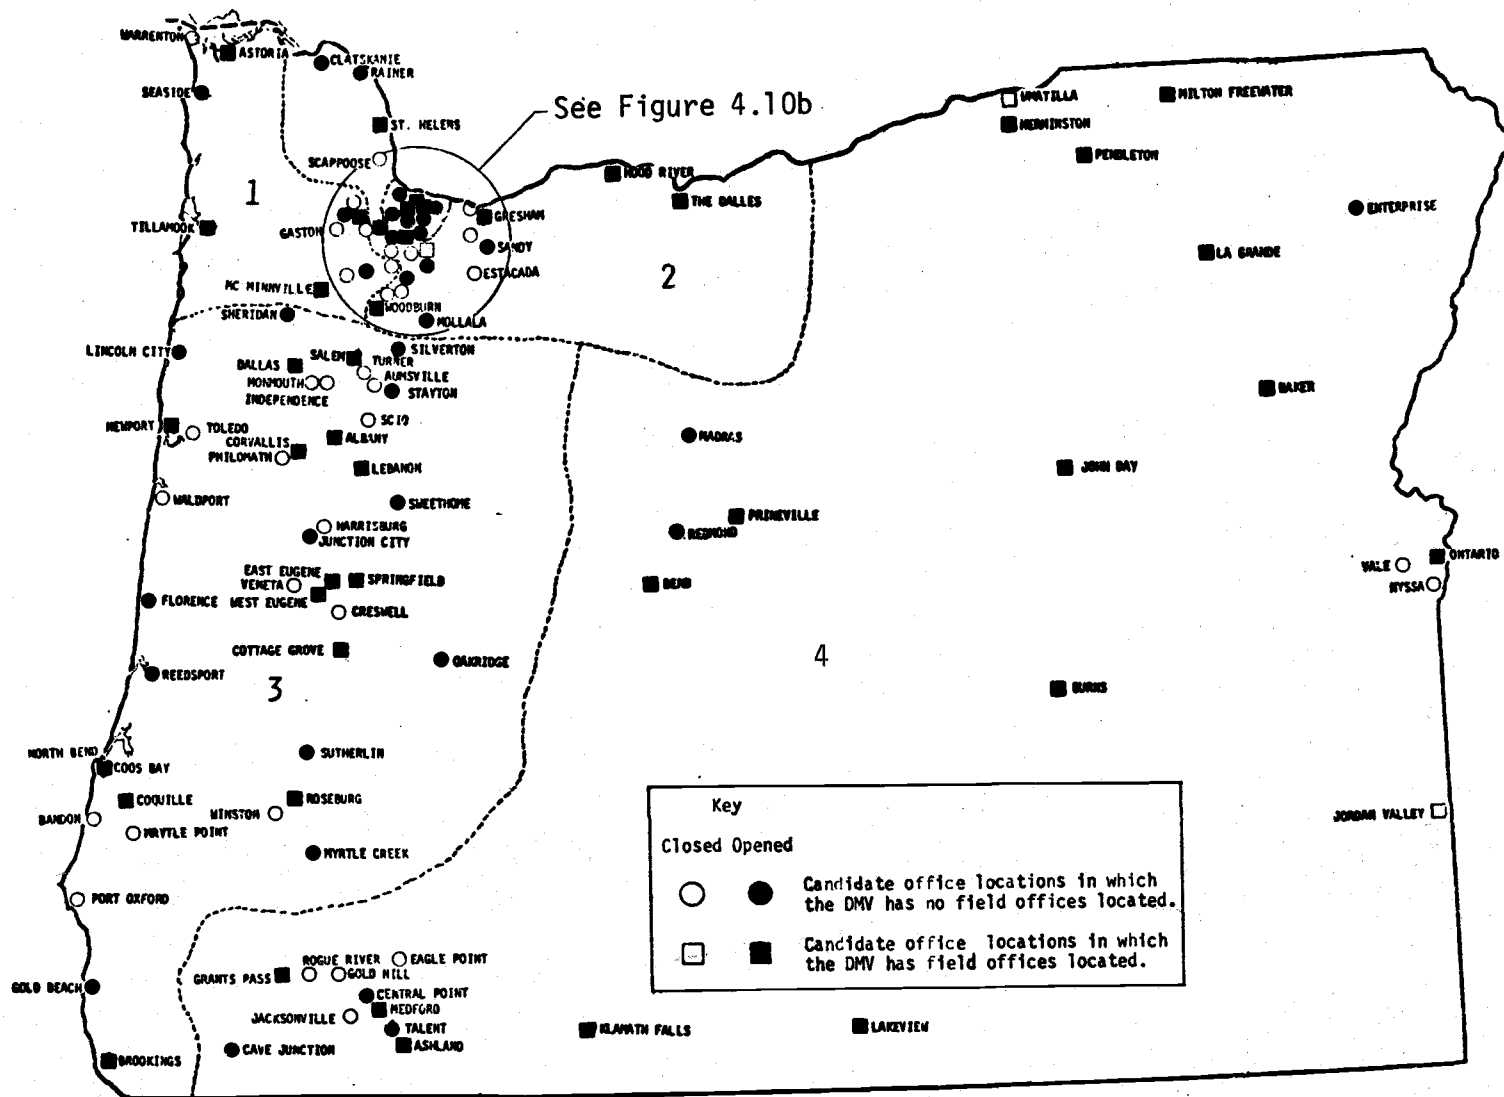 WARRENTON
ASTORIA
CLATSKANIE
RAINER
SEASIDE
See Figure 4.10b
UMATILLA
MILTON FREEWATER
HERMINSTON
ST. HELENS
PENDLETON
SCAPPOOSE
HOOD RIVER
THE DALLES
1
ENTERPRISE
GRESHAM
TILLAMOOK
GASTON
SANDY
LA GRANDE
ESTACADA
2
MC MINNVILLE
WOODBURN
SHERIDAN
MOLLALA
LINCOLN CITY
SILVERTON
SALEM
TURNER
DALLAS
AUMSVILLE
MONMOUTH
STAYTON
INDEPENDENCE
BAKER
SCIO
NEWPORT
TOLEDO
MADRAS
CORVALLIS
ALBANY
PHILOMATH
LEBANON
JOHN DAY
WALDPORT
SWEETHOME
PRINEVILLE
HARRISBURG
REDMOND
JUNCTION CITY
ONTARIO
VALE
EAST EUGENE
SPRINGFIELD
VENETA
BEND
NYSSA
FLORENCE
WEST EUGENE
CRESWELL
COTTAGE GROVE
OAKRIDGE
4
REEDSPORT
3
BURNS
NORTH BEND
SUTHERLIN
COOS BAY
COQUILLE
ROSEBURG
WINSTON
BANDON
MRYTLE POINT
JORDAN VALLEY
MYRTLE CREEK
PORT OXFORD
Key
Closed Opened
Candidate office locations in which
the DMV has no field offices located.
Candidate office locations in which
the DMV has field offices located.
ROGUE RIVER
EAGLE POINT
GRANTS PASS
GOLD HILL
GOLD BEACH
CENTRAL POINT
MEDFORD
JACKSONVILLE
TALENT
KLAMATH FALLS
LAKEVIEW
ASHLAND
CAVE JUNCTION
BROOKINGS